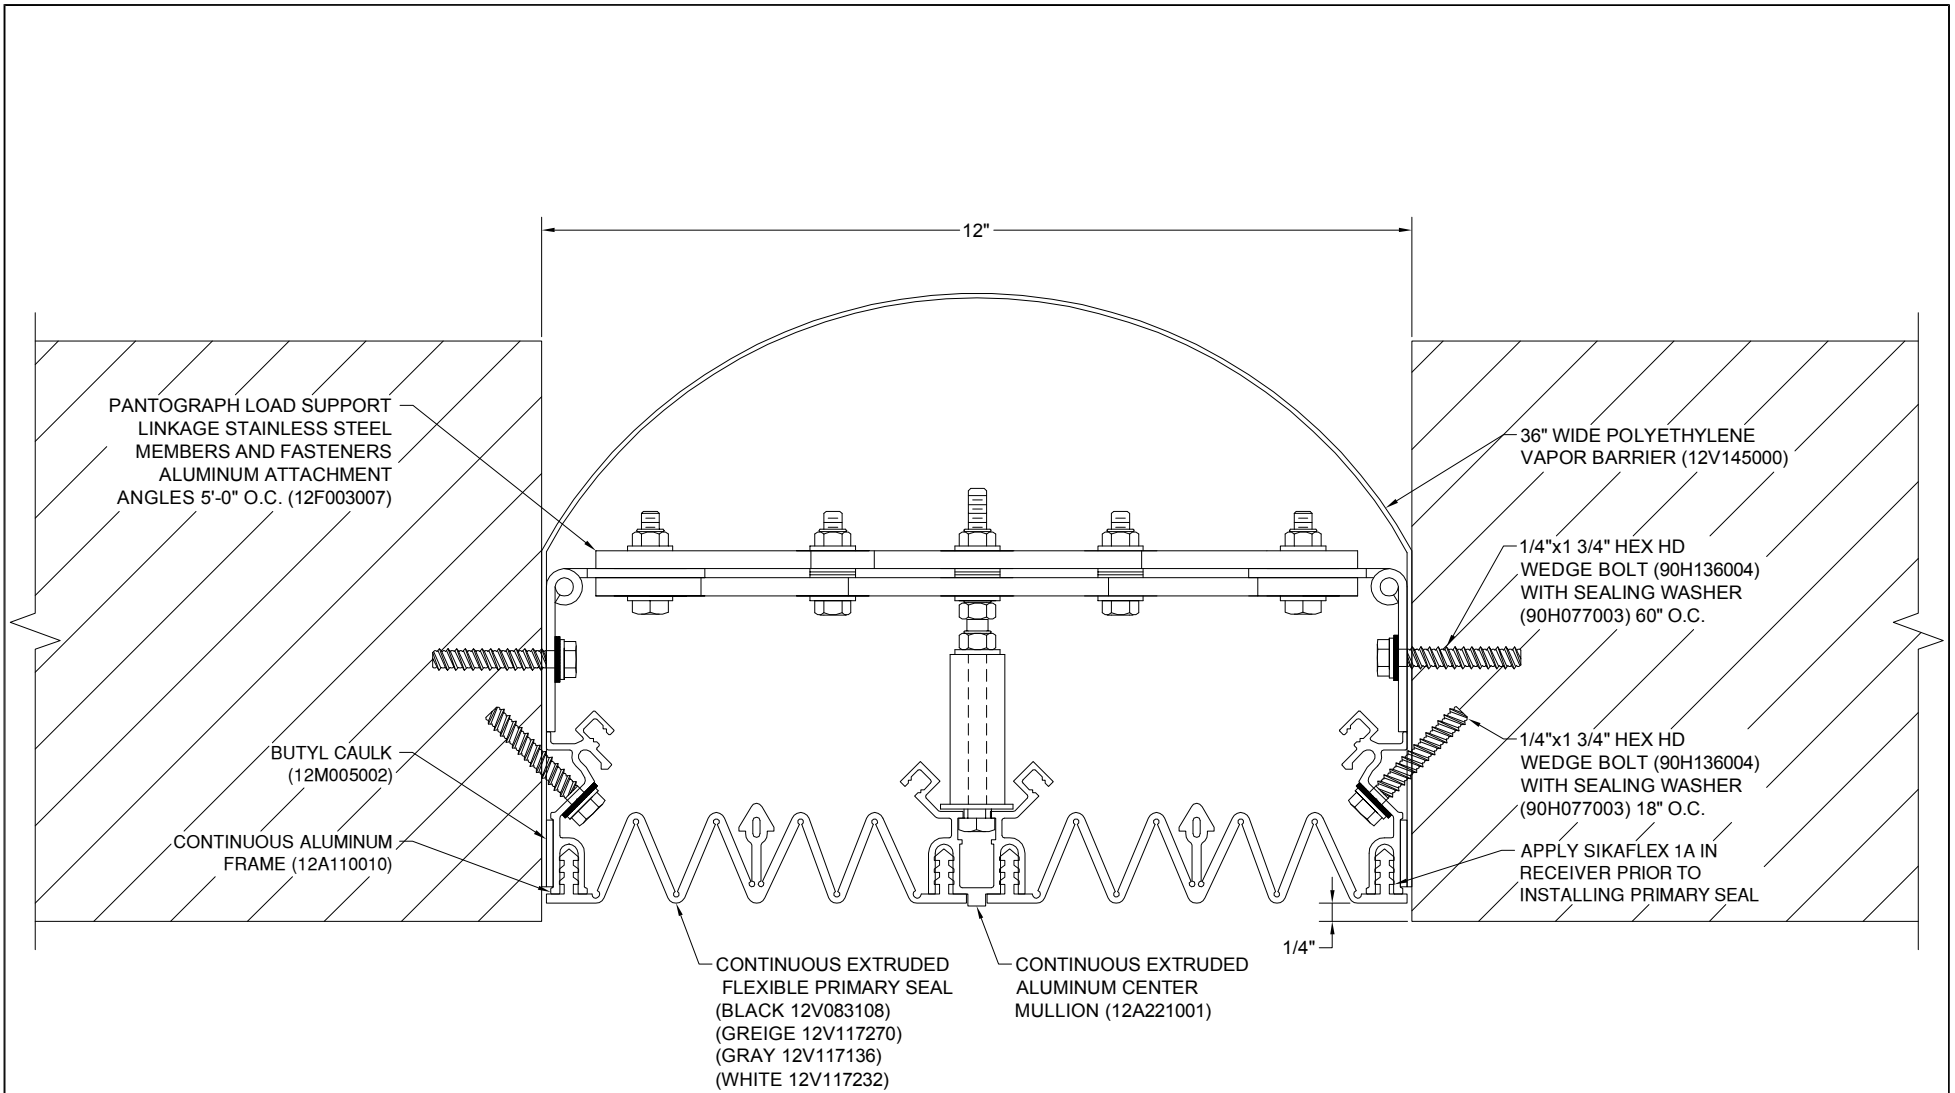 12"
PANTOGRAPH LOAD SUPPORT
LINKAGE STAINLESS STEEL
MEMBERS AND FASTENERS
ALUMINUM ATTACHMENT
ANGLES 5'-0" O.C. (12F003007)
36" WIDE POLYETHYLENE
VAPOR BARRIER (12V145000)
1/4"x1 3/4" HEX HD
WEDGE BOLT (90H136004)
WITH SEALING WASHER
(90H077003) 60" O.C.
BUTYL CAULK
(12M005002)
1/4"x1 3/4" HEX HD
WEDGE BOLT (90H136004)
WITH SEALING WASHER
(90H077003) 18" O.C.
CONTINUOUS ALUMINUM
FRAME (12A110010)
APPLY SIKAFLEX 1A IN
RECEIVER PRIOR TO
INSTALLING PRIMARY SEAL
1/4"
CONTINUOUS EXTRUDED
FLEXIBLE PRIMARY SEAL
(BLACK 12V083108)
(GREIGE 12V117270)
(GRAY 12V117136)
(WHITE 12V117232)
CONTINUOUS EXTRUDED
ALUMINUM CENTER
MULLION (12A221001)